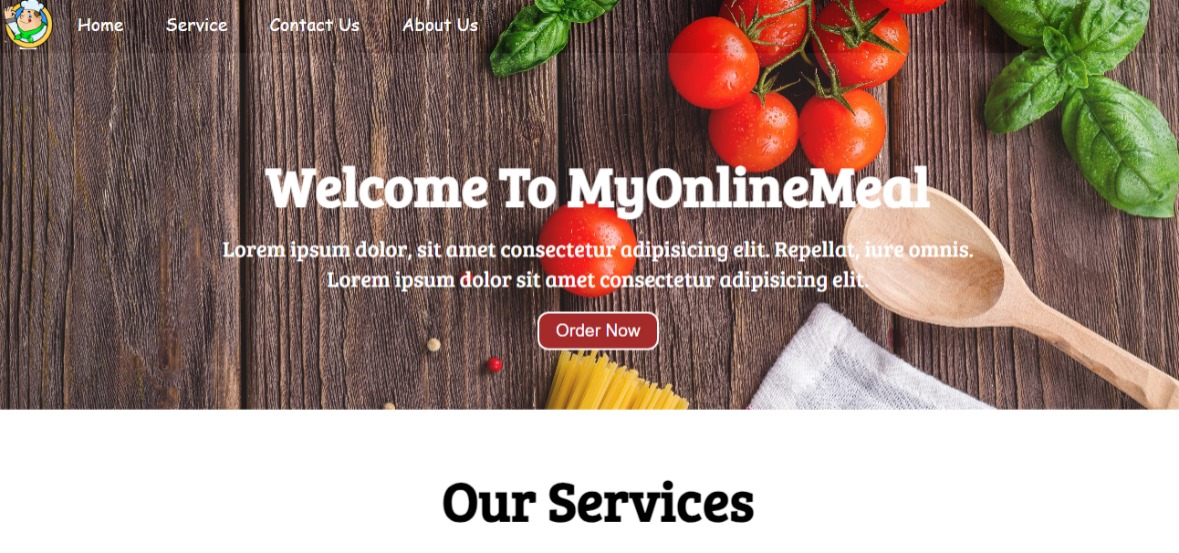 Home Service Contact Us About Us
Welcome To MyOnlineMeal
Lorem ipsum dolor, sit amet consectetur adipisicing elit. Repellat, iure omnis.
Lorem ipsum dolor sit amet consectetur adipisicing elit.
Order Now
Our Services